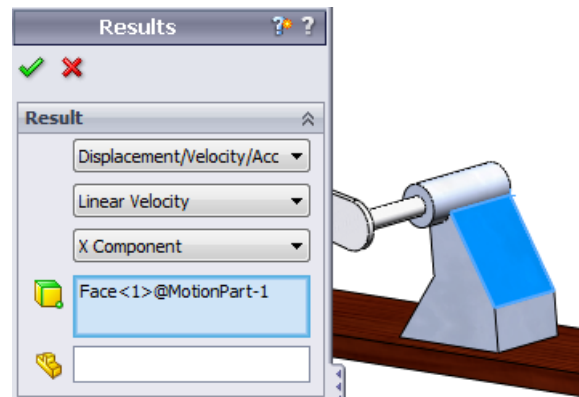 Results
? ?
Result
Displacement/Velocity/Acc
Linear Velocity
X Component
Face<1>@MotionPart-1